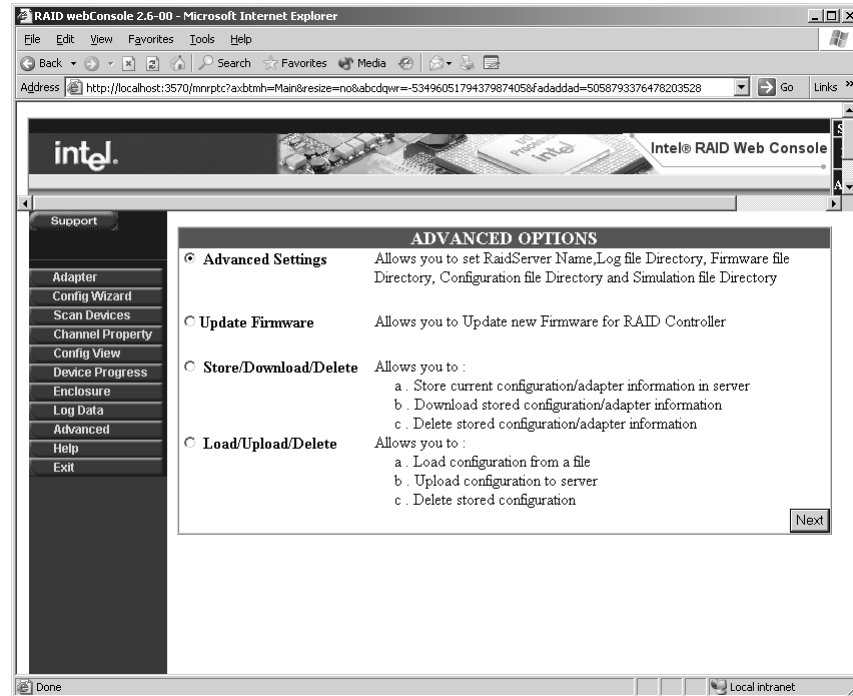 RAID webConsole 2.6-00 - Microsoft Internet Explorer
File Edit View Favorites Tools Help
Back Search Favorites Media
Address http://localhost:3570/mnrptc?axbtmh=Main&resize=no&abcdqwr=-5349605179437987405&fadaddad=5058793376478203528 Go Links »
intel.
Intel® RAID Web Console
Support
Adapter
Config Wizard
Scan Devices
Channel Property
Config View
Device Progress
Enclosure
Log Data
Advanced
Help
Exit
ADVANCED OPTIONS
Advanced Settings Allows you to set RaidServer Name,Log file Directory, Firmware file
Directory, Configuration file Directory and Simulation file Directory
Update Firmware Allows you to Update new Firmware for RAID Controller
Store/Download/Delete Allows you to :
a . Store current configuration/adapter information in server
b . Download stored configuration/adapter information
c . Delete stored configuration/adapter information
Load/Upload/Delete Allows you to :
a . Load configuration from a file
b . Upload configuration to server
c . Delete stored configuration
Next
Done Local intranet